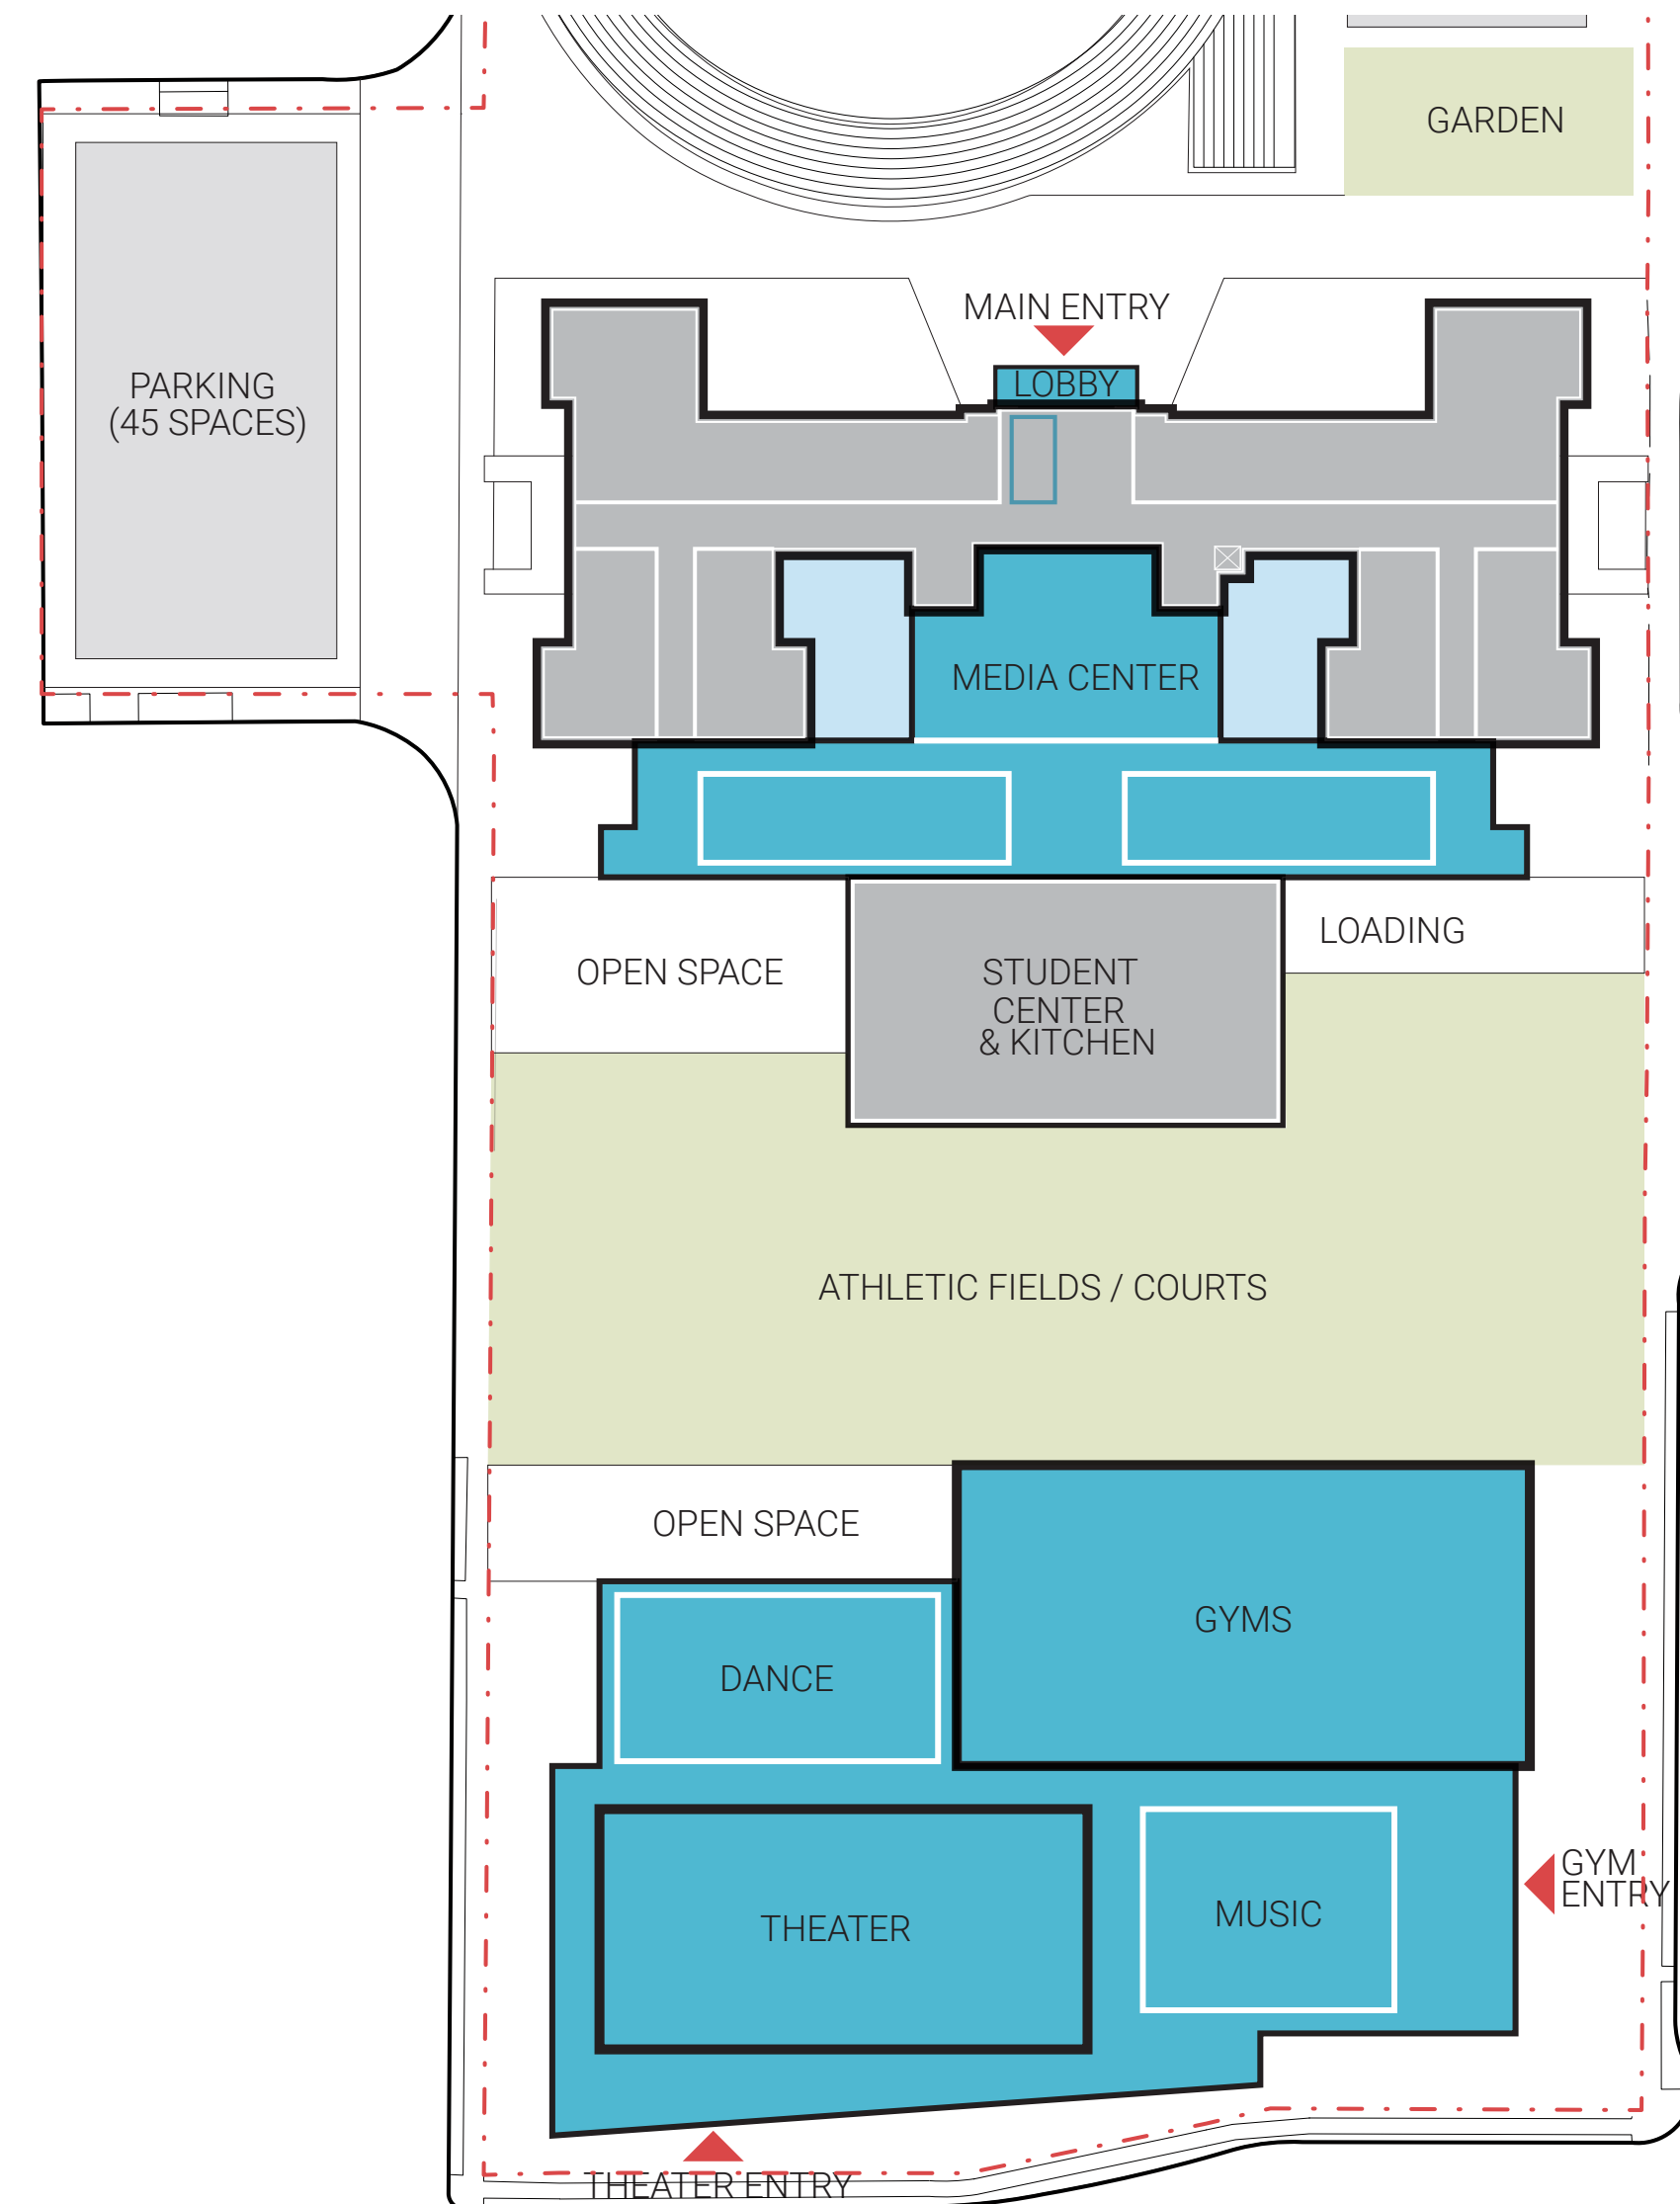 GARDEN
MAIN ENTRY
LOBBY
PARKING
(45 SPACES)
MEDIA CENTER
LOADING
OPEN SPACE
STUDENT
CENTER
& KITCHEN
ATHLETIC FIELDS / COURTS
OPEN SPACE
GYMS
DANCE
GYM
ENTRY
MUSIC
THEATER
THEATER ENTRY